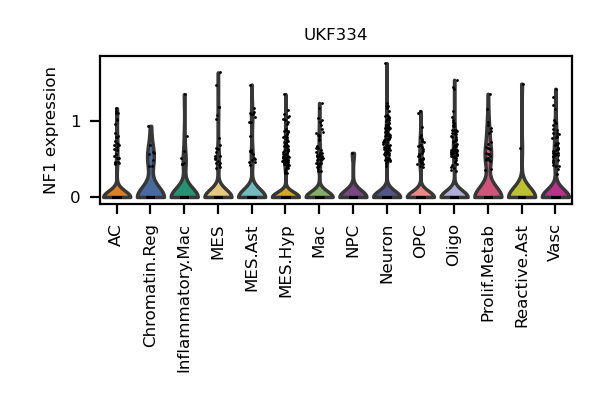 UKF334
NF1 expression
1
0
AC
Chromatin.Reg
Inflammatory.Mac
MES
MES.Ast
MES.Hyp
Mac
NPC
Neuron
OPC
Oligo
Prolif.Metab
Reactive.Ast
Vasc